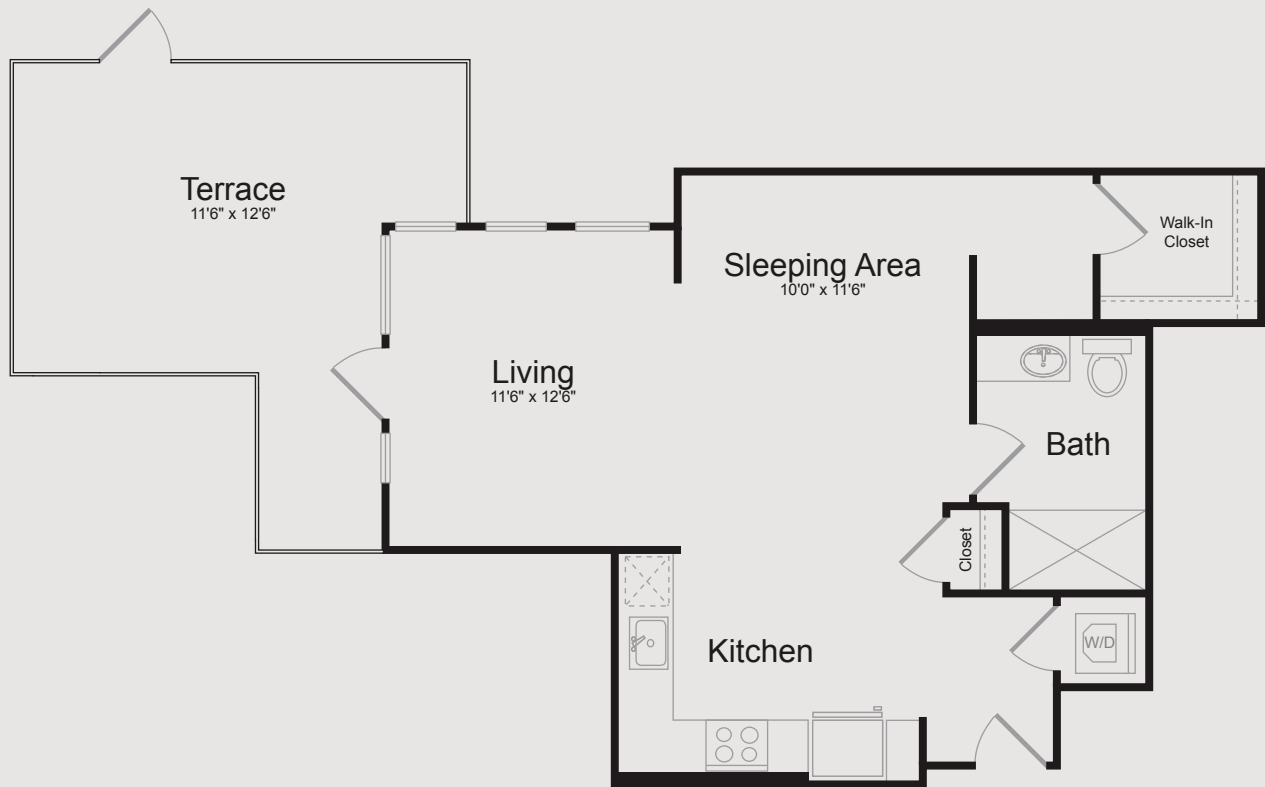 Terrace
11'6" x 12'6"
Walk-In
Closet
Sleeping Area
10'0" x 11'6"
Living
11'6" x 12'6"
Bath
Closet
Kitchen
W/D